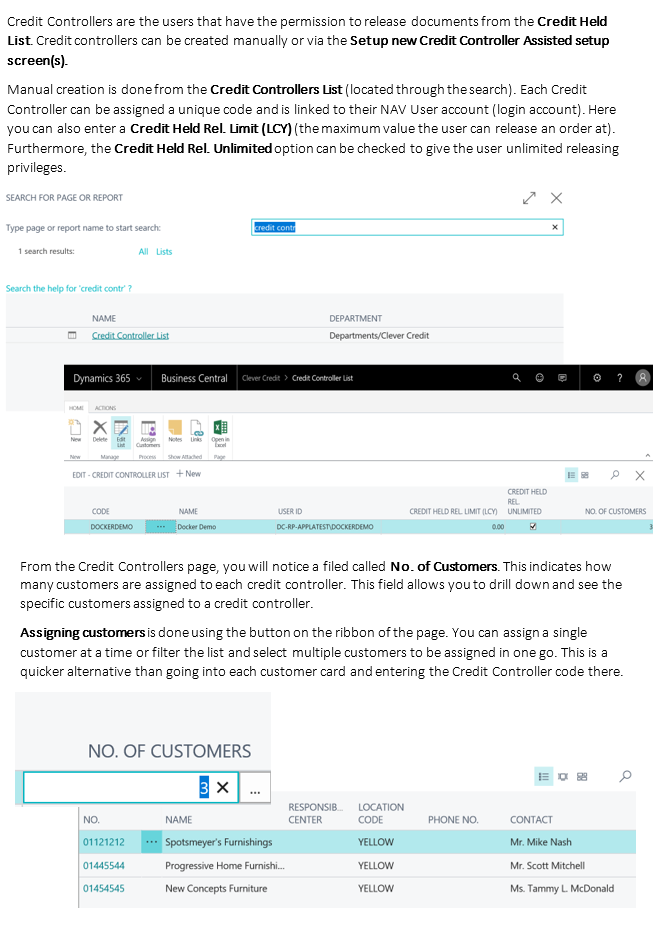 Credit Controllers are the users that have the permission to release documents from the Credit Held
List. Credit controllers can be created manually or via the Setup new Credit Controller Assisted setup
screen(s).
Manual creation is done from the Credit Controllers List (located through the search). Each Credit
Controller can be assigned a unique code and is linked to their NAV User account (login account). Here
you can also enter a Credit Held Rel. Limit (LCY) (the maximum value the user can release an order at).
Furthermore, the Credit Held Rel. Unlimited option can be checked to give the user unlimited releasing
privileges.
SEARCH FOR PAGE OR REPORT
Type page or report name to start search:
credit contr
1 search results:
All Lists
Search the help for 'credit contr' ?
NAME DEPARTMENT
Credit Controller List Departments/Clever Credit
Dynamics 365 Business Central Clever Credit > Credit Controller List
HOME ACTIONS
New Delete Edit List Assign Customers Notes Links Open in Excel
New Manage Process Show Attached Page
EDIT - CREDIT CONTROLLER LIST + New
CODE NAME USER ID CREDIT HELD REL. LIMIT (LCY) CREDIT HELD REL. UNLIMITED NO. OF CUSTOMERS
DOCKERDEMO ... Docker Demo DC-RP-APPLATEST\DOCKERDEMO 0.00 3
From the Credit Controllers page, you will notice a filed called No. of Customers. This indicates how
many customers are assigned to each credit controller. This field allows you to drill down and see the
specific customers assigned to a credit controller.
Assigning customers is done using the button on the ribbon of the page. You can assign a single
customer at a time or filter the list and select multiple customers to be assigned in one go. This is a
quicker alternative than going into each customer card and entering the Credit Controller code there.
NO. OF CUSTOMERS
3 ...
NO. NAME RESPONSIB... CENTER LOCATION CODE PHONE NO. CONTACT
01121212 ... Spotsmeyer's Furnishings YELLOW Mr. Mike Nash
01445544 Progressive Home Furnishi... YELLOW Mr. Scott Mitchell
01454545 New Concepts Furniture YELLOW Ms. Tammy L. McDonald